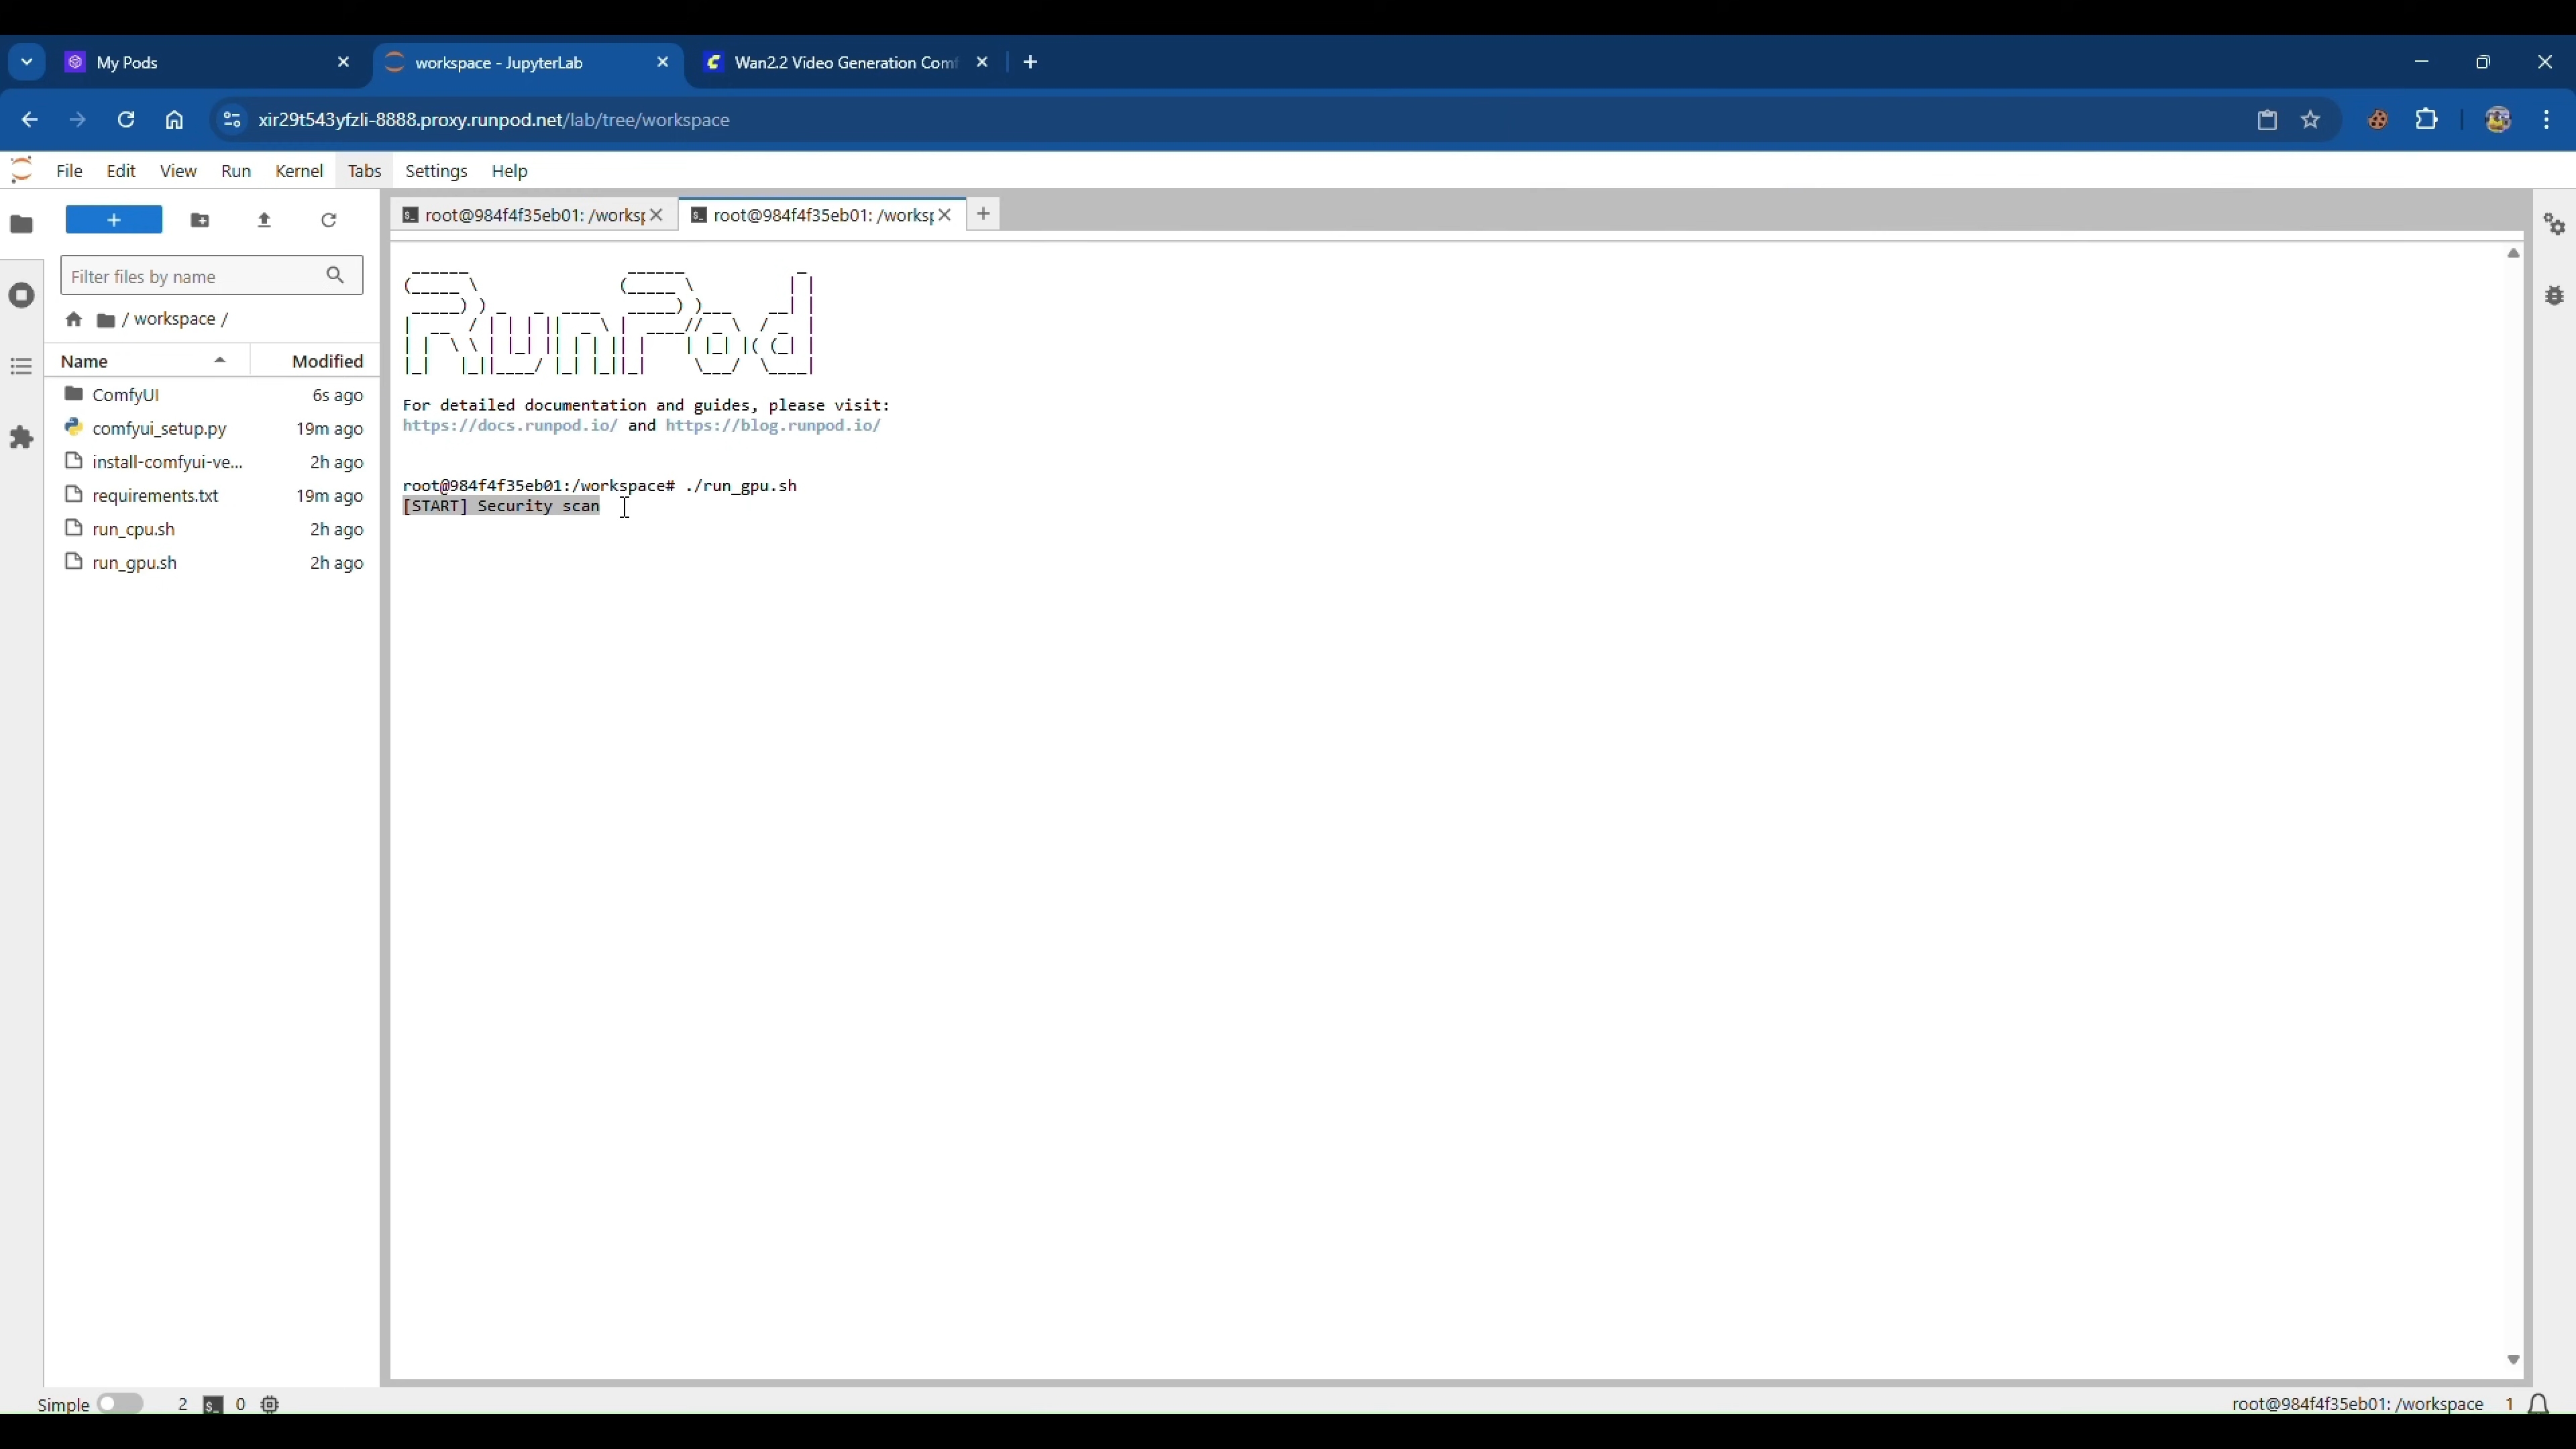 My Pods
workspace - JupyterLab
Wan2.2 Video Generation Com
xir29t543yfzli-8888.proxy.runpod.net/lab/tree/workspace
File Edit View Run Kernel Tabs Settings Help
root@984f4f35eb01: /worksp
root@984f4f35eb01: /worksp
Filter files by name
/ workspace /
Name Modified
ComfyUI 6s ago
comfyui_setup.py 19m ago
install-comfyui-ve... 2h ago
requirements.txt 19m ago
run_cpu.sh 2h ago
run_gpu.sh 2h ago
RunPod
For detailed documentation and guides, please visit:
https://docs.runpod.io/ and https://blog.runpod.io/
root@984f4f35eb01:/workspace# ./run_gpu.sh
[START] Security scan
Simple 2 $_ 0
root@984f4f35eb01: /workspace 1